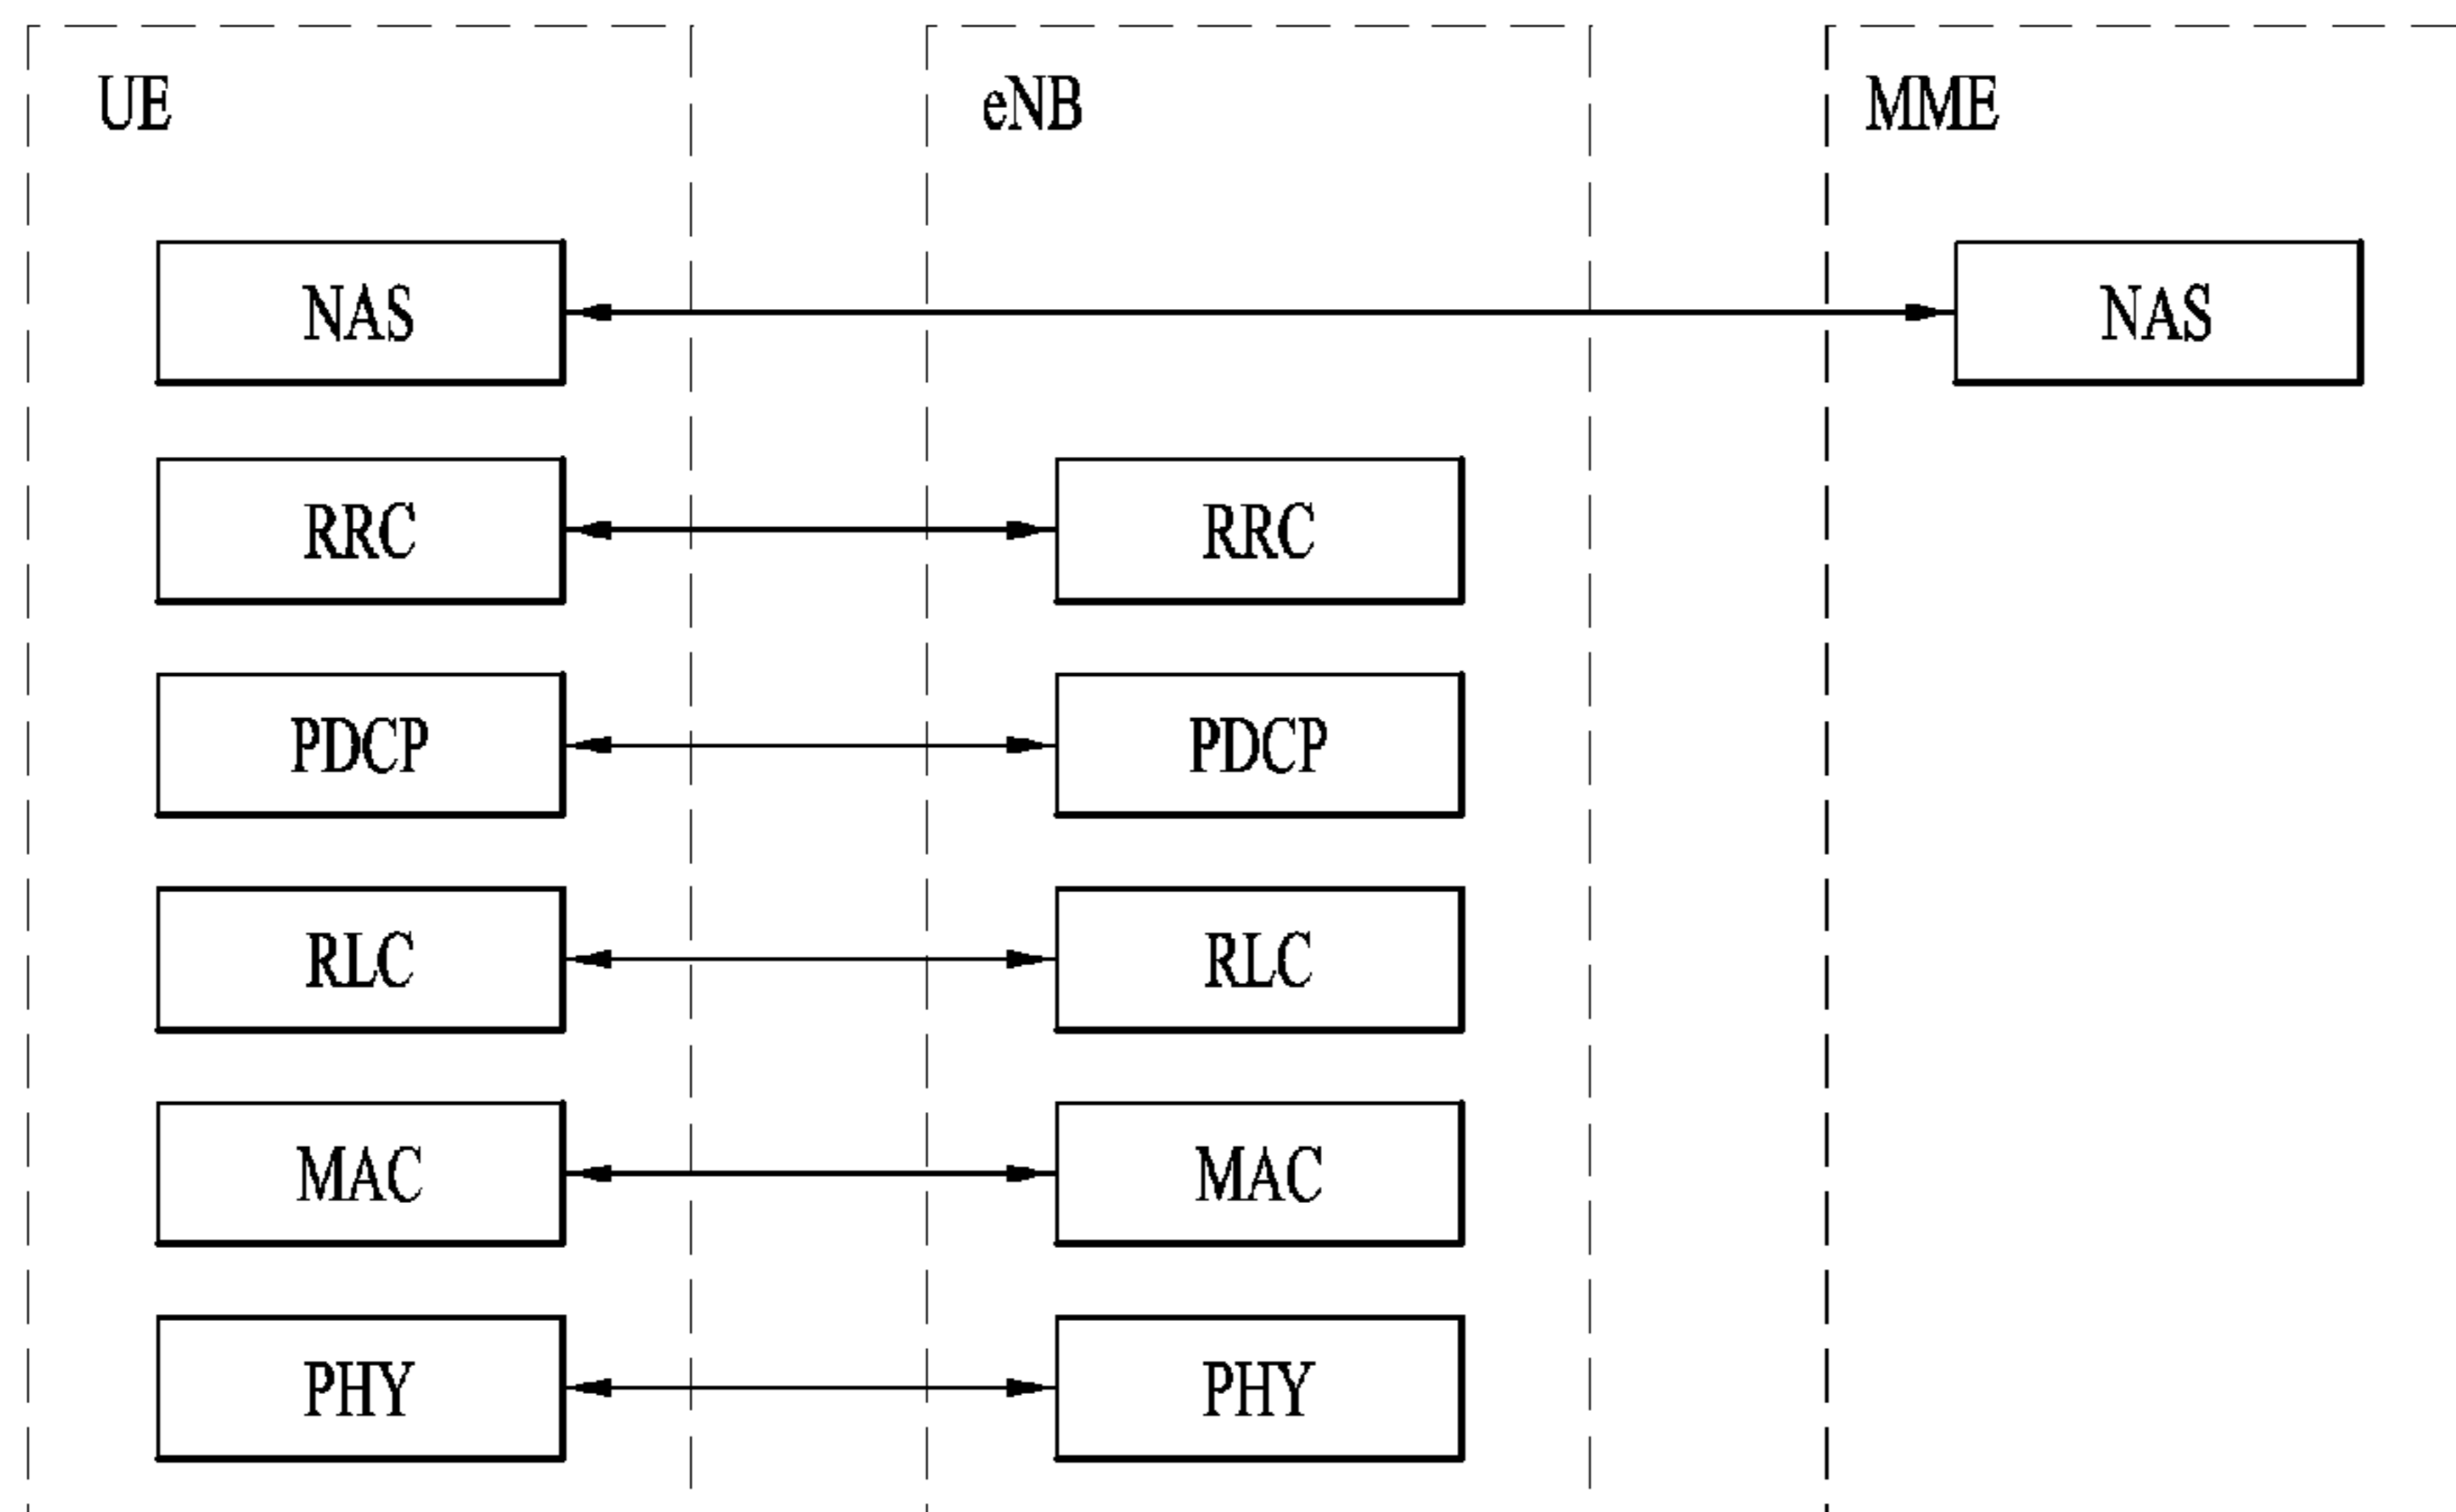 UE eNB MME
NAS NAS
RRC RRC
PDCP PDCP
RLC RLC
MAC MAC
PHY PHY